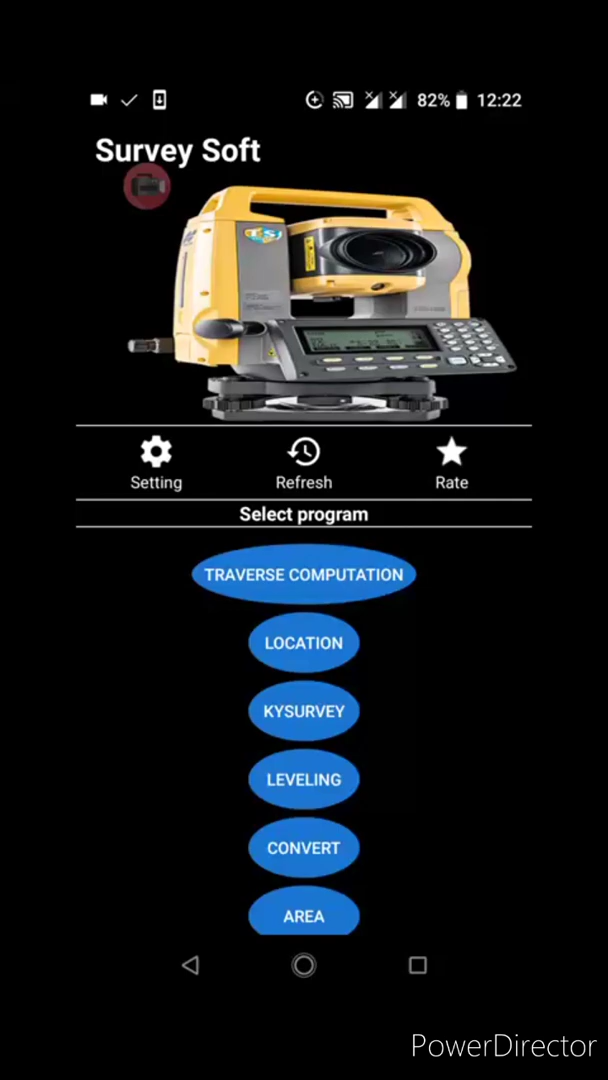 82% 12:22
Survey Soft
Setting Refresh Rate
Select program
TRAVERSE COMPUTATION
LOCATION
KYSURVEY
LEVELING
CONVERT
AREA
PowerDirector